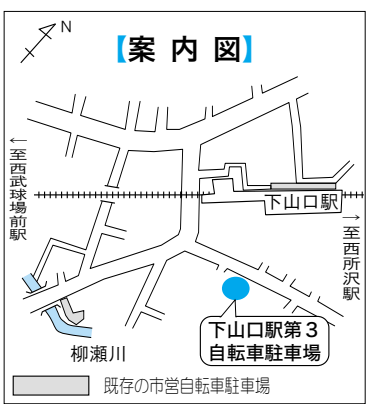 N
【案内図】
←至西武球場前駅
下山口駅
→至西所沢駅
下山口駅第3
自転車駐車場
柳瀬川
既存の市営自転車駐車場